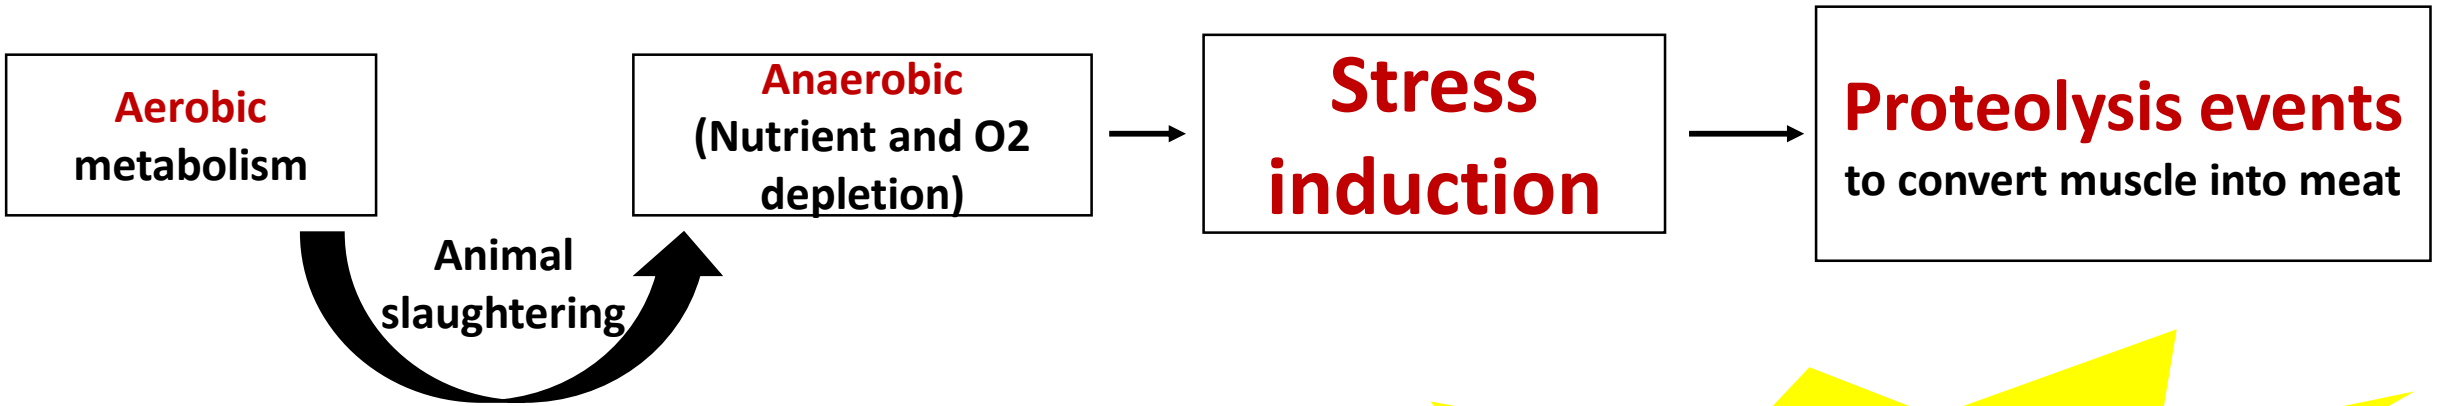 Aerobic
metabolism
Animal
slaughtering
Anaerobic
(Nutrient and O2
depletion)
Stress
induction
Proteolysis events
to convert muscle into meat